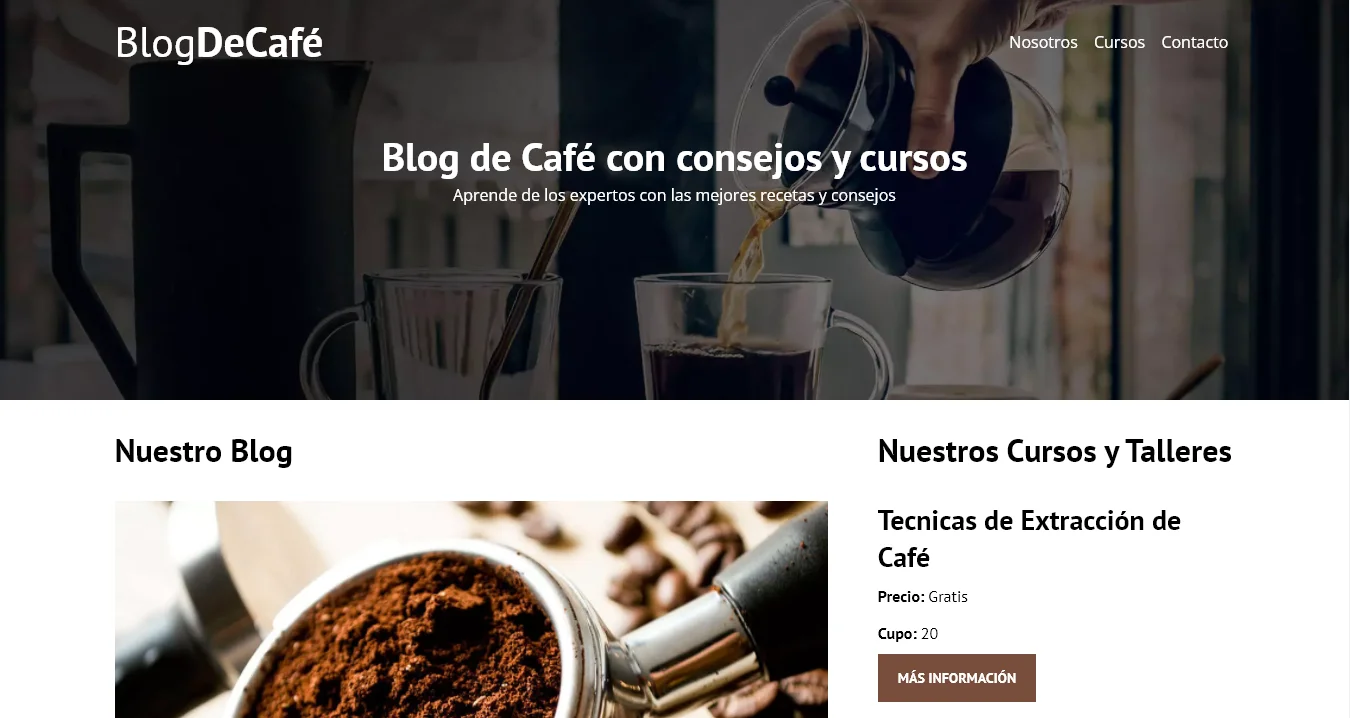 BlogDeCafé
Nosotros Cursos Contacto
Blog de Café con consejos y cursos
Aprende de los expertos con las mejores recetas y consejos
Nuestro Blog
Nuestros Cursos y Talleres
Tecnicas de Extracción de
Café
Precio: Gratis
Cupo: 20
MÁS INFORMACIÓN